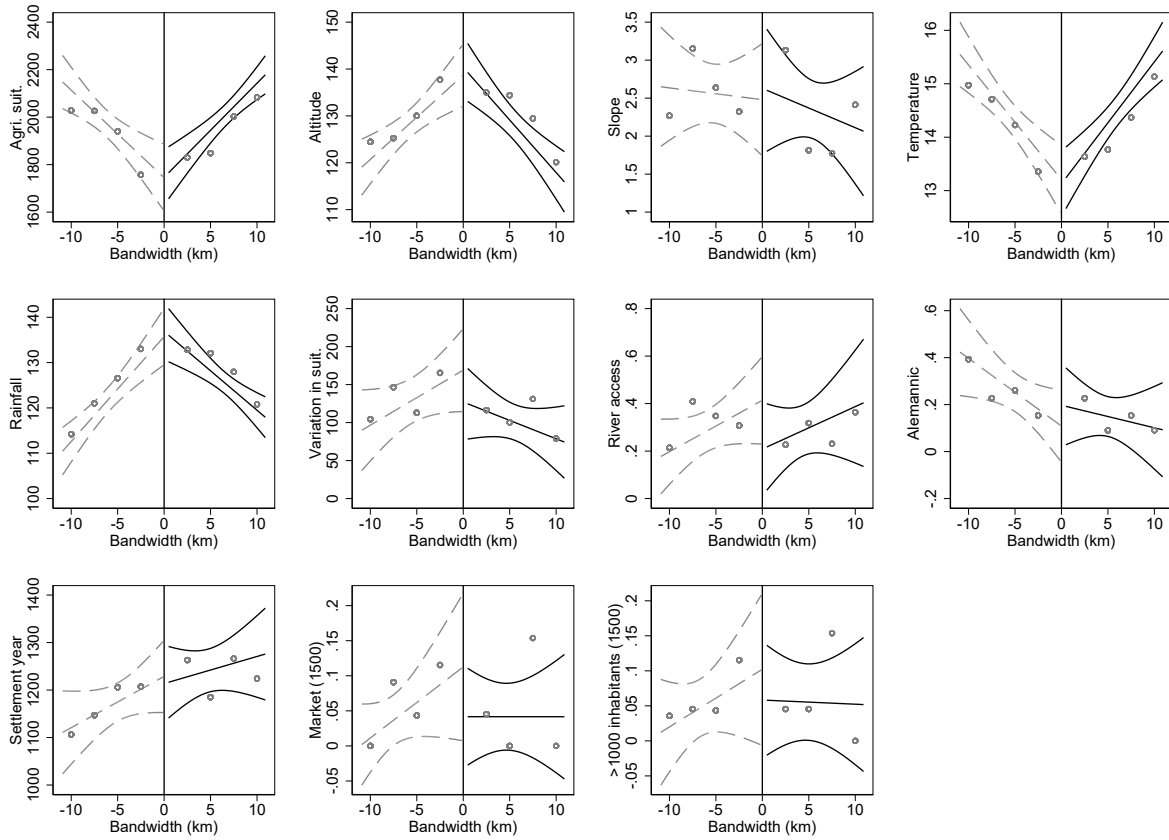 Agri. suit.
1600 1800 2000 2200 2400
-10 -5 0 5 10
Bandwidth (km)
Altitude
110 120 130 140 150
-10 -5 0 5 10
Bandwidth (km)
Slope
1 1.5 2 2.5 3 3.5
-10 -5 0 5 10
Bandwidth (km)
Temperature
13 14 15 16
-10 -5 0 5 10
Bandwidth (km)
Rainfall
100 110 120 130 140
-10 -5 0 5 10
Bandwidth (km)
Variation in suit.
0 50 100 150 200 250
-10 -5 0 5 10
Bandwidth (km)
River access
0 .2 .4 .6 .8
-10 -5 0 5 10
Bandwidth (km)
Alemannic
-.2 0 .2 .4 .6
-10 -5 0 5 10
Bandwidth (km)
Settlement year
1000 1100 1200 1300 1400
-10 -5 0 5 10
Bandwidth (km)
Market (1500)
-.05 0 .05 .1 .15 .2
-10 -5 0 5 10
Bandwidth (km)
>1000 inhabitants (1500)
-.05 0 .05 .1 .15 .2
-10 -5 0 5 10
Bandwidth (km)